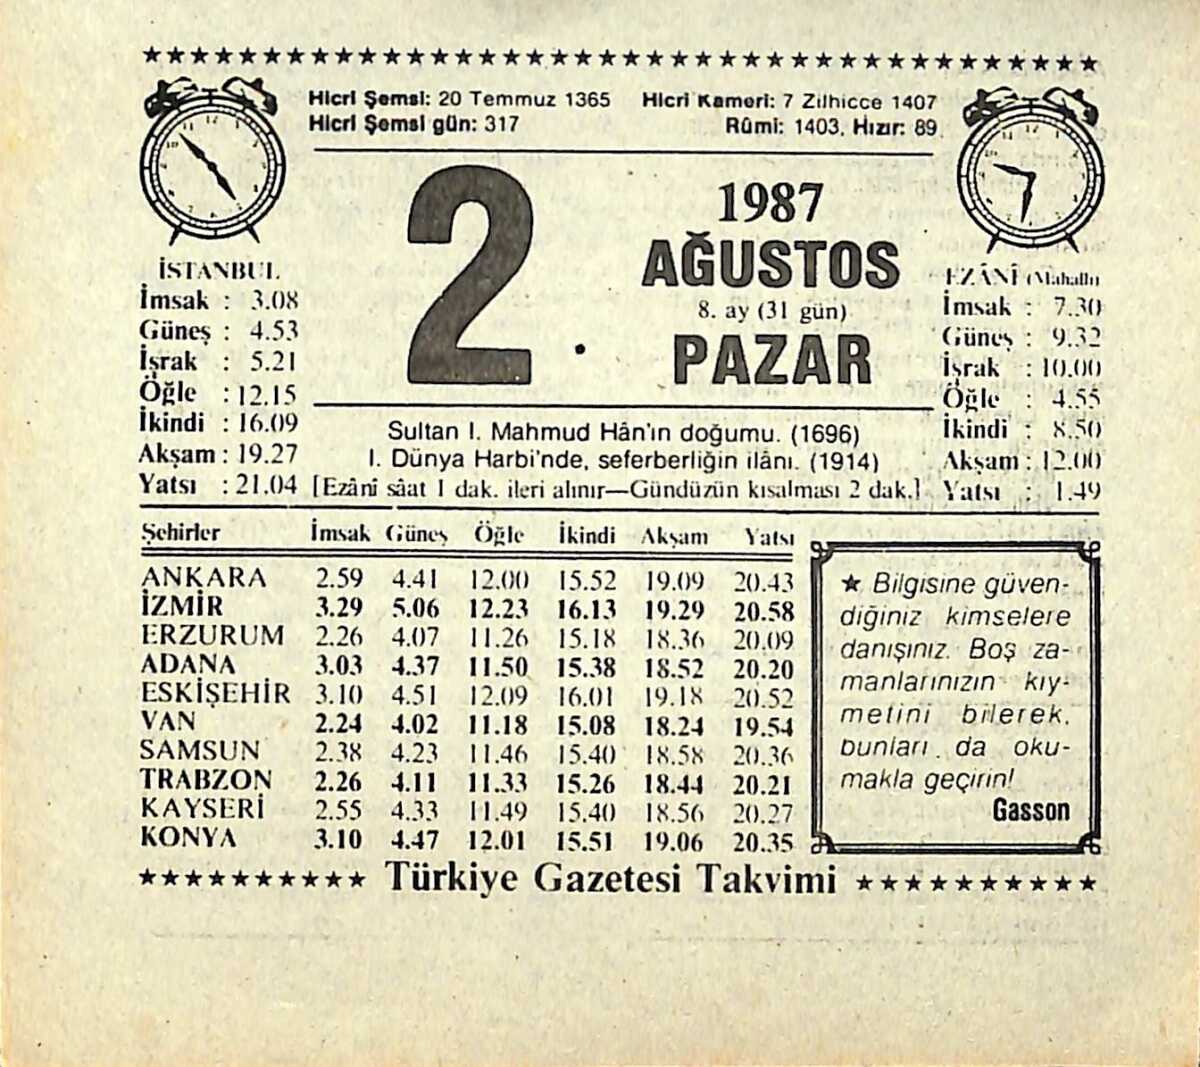 Hicri Şemsi: 20 Temmuz 1365 Hicri Kameri: 7 Zilhicce 1407
Hicri Şemsi gün: 317 Rûmi: 1403, Hızır: 89
2
1987
AĞUSTOS
8. ay (31 gün)
PAZAR
İSTANBUL
İmsak : 3.08
Güneş : 4.53
İşrak : 5.21
Öğle : 12.15
İkindi : 16.09
Akşam : 19.27
Yatsı : 21.04
EZÂNÎ (Mahalli)
İmsak : 7.30
Güneş : 9.32
İşrak : 10.00
Öğle : 4.55
İkindi : 8.50
Akşam : 12.00
Yatsı : 1.49
Sultan I. Mahmud Hân'ın doğumu. (1696)
I. Dünya Harbi'nde, seferberliğin ilânı. (1914)
[Ezânî sâat 1 dak. ileri alınır—Gündüzün kısalması 2 dak.]
Şehirler İmsak Güneş Öğle İkindi Akşam Yatsı
ANKARA 2.59 4.41 12.00 15.52 19.09 20.43
İZMİR 3.29 5.06 12.23 16.13 19.29 20.58
ERZURUM 2.26 4.07 11.26 15.18 18.36 20.09
ADANA 3.03 4.37 11.50 15.38 18.52 20.20
ESKİŞEHİR 3.10 4.51 12.09 16.01 19.18 20.52
VAN 2.24 4.02 11.18 15.08 18.24 19.54
SAMSUN 2.38 4.23 11.46 15.40 18.58 20.36
TRABZON 2.26 4.11 11.33 15.26 18.44 20.21
KAYSERİ 2.55 4.33 11.49 15.40 18.56 20.27
KONYA 3.10 4.47 12.01 15.51 19.06 20.35
★ Bilgisine güven-
diğiniz kimselere
danışınız. Boş za-
manlarınızın kıy-
metini bilerek,
bunları da oku-
makla geçirin!
Gasson
Türkiye Gazetesi Takvimi